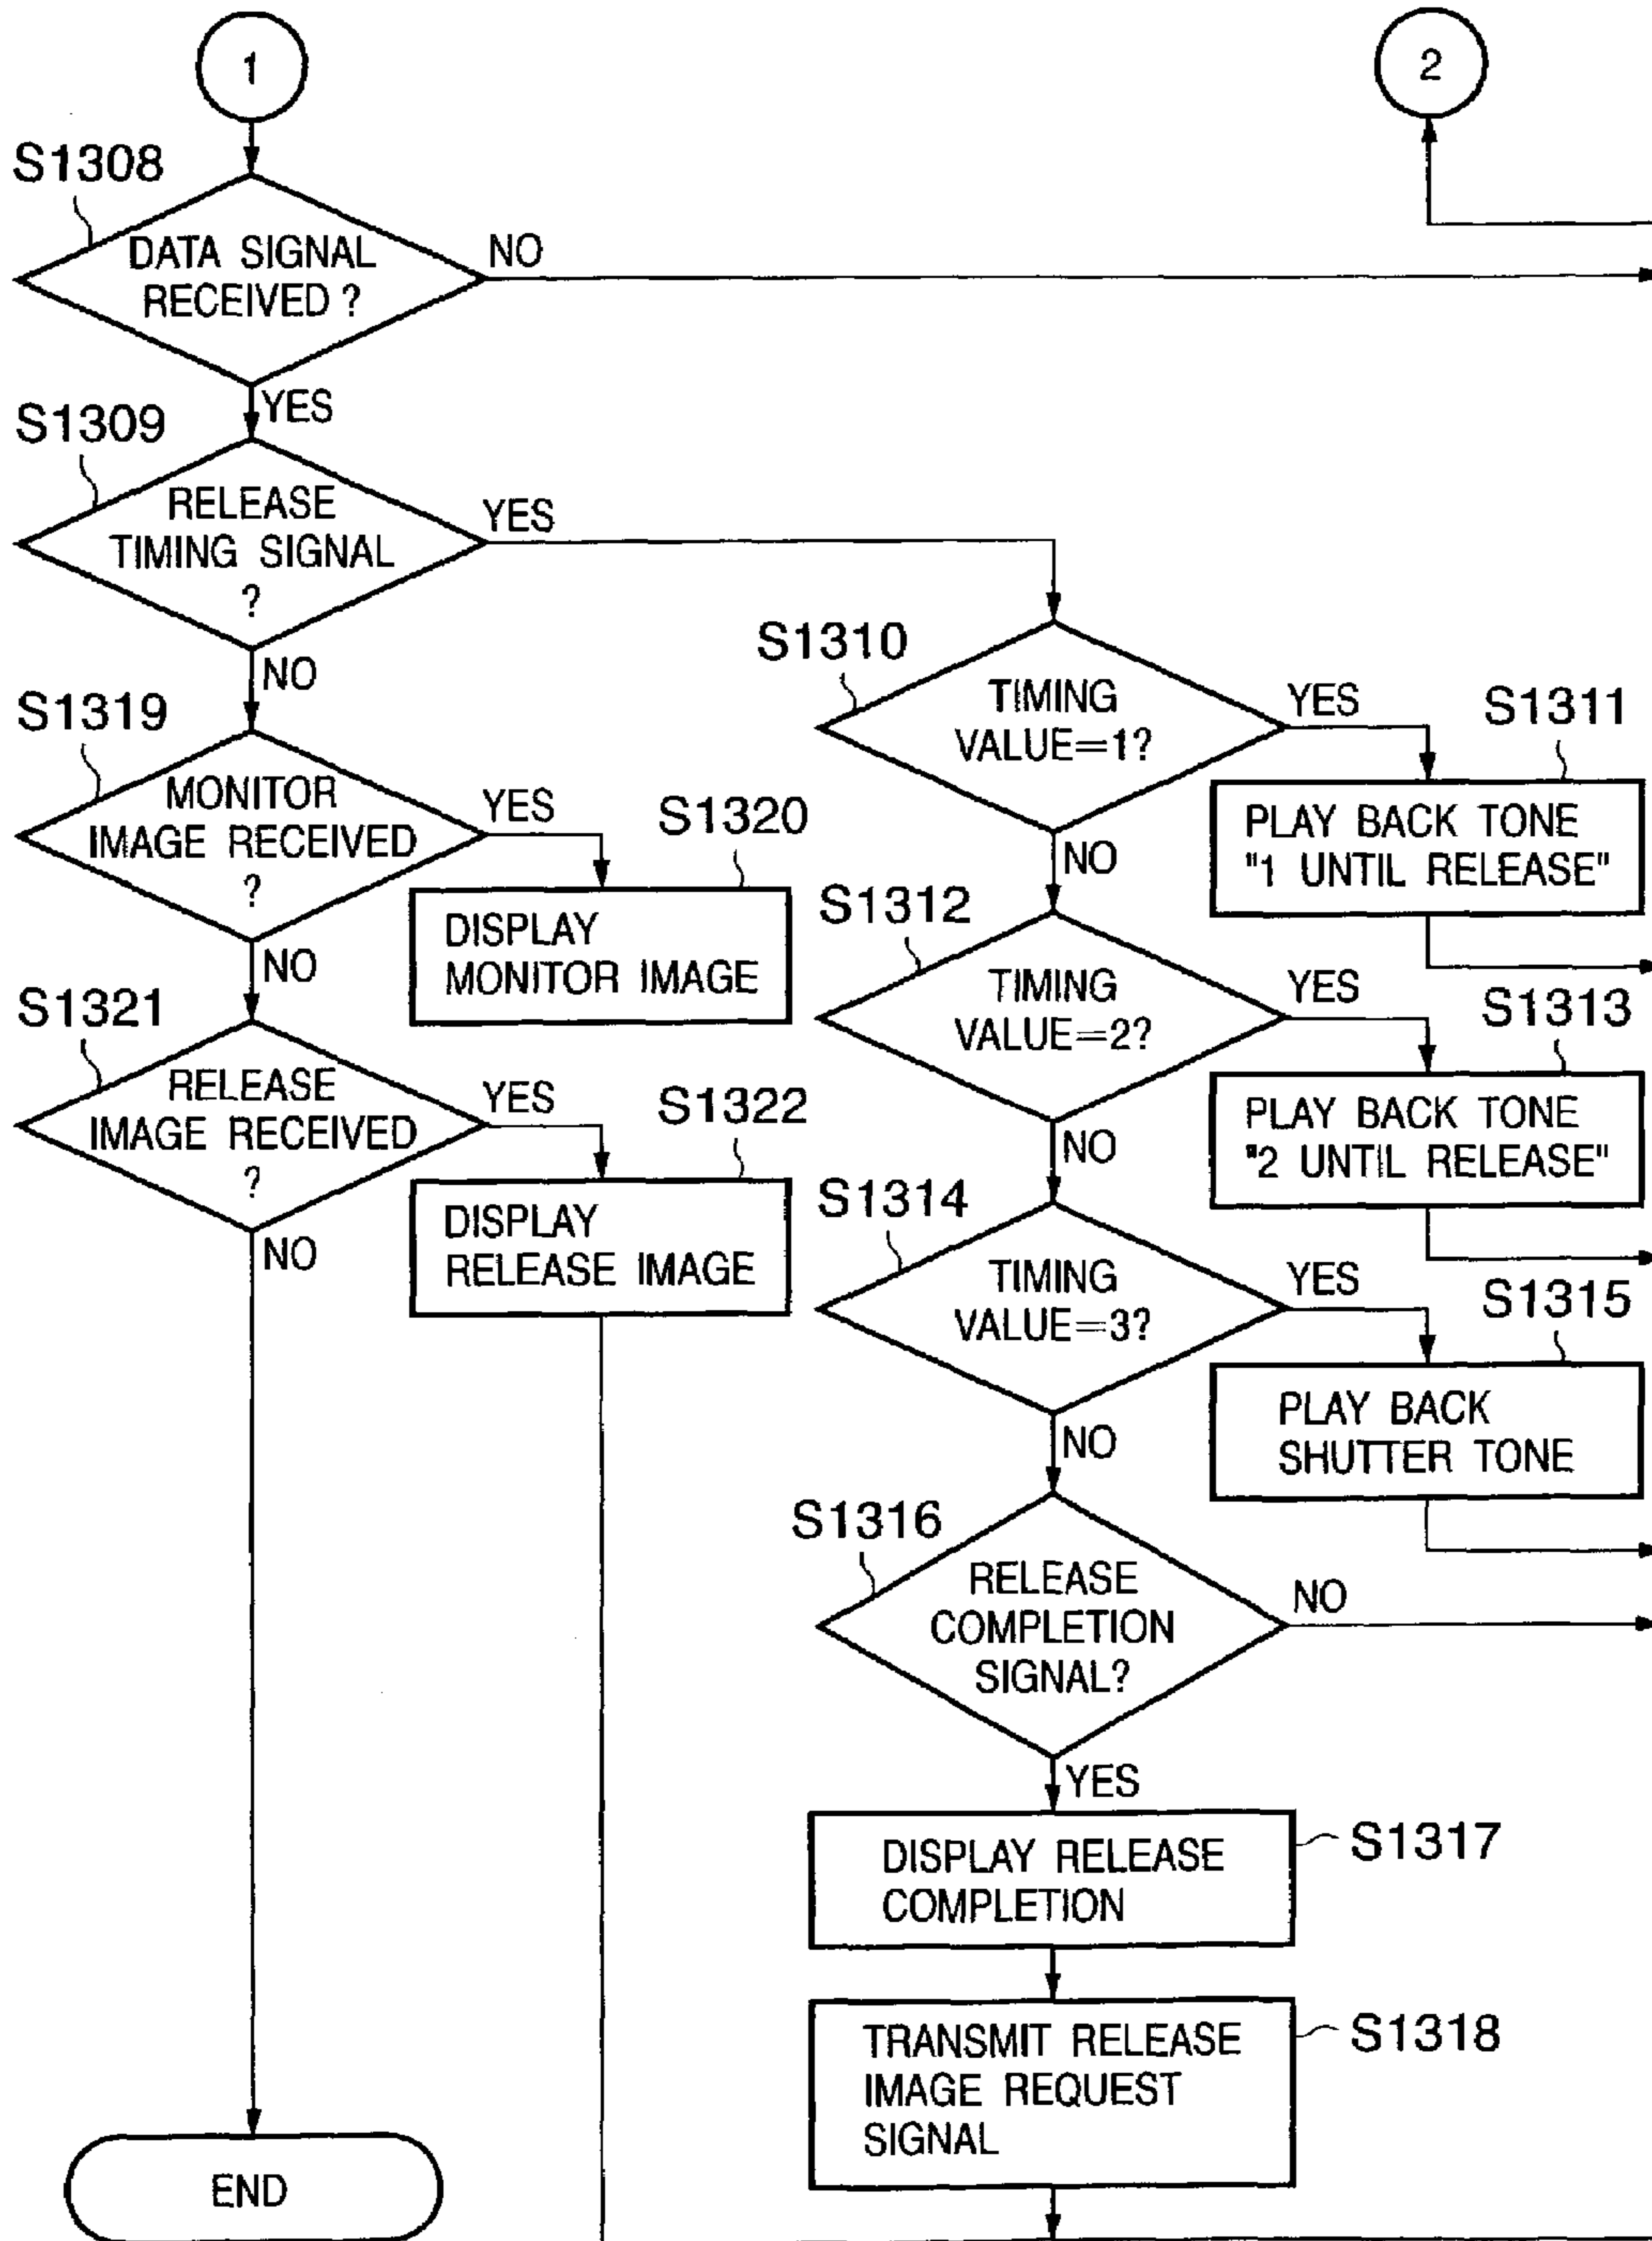 1
2
S1308
DATA SIGNAL
RECEIVED ?
NO
YES
S1309
RELEASE
TIMING SIGNAL
?
YES
NO
S1310
TIMING
VALUE=1?
YES
NO
S1311
PLAY BACK TONE
"1 UNTIL RELEASE"
S1319
MONITOR
IMAGE RECEIVED
?
YES
NO
S1320
DISPLAY
MONITOR IMAGE
S1312
TIMING
VALUE=2?
YES
NO
S1313
PLAY BACK TONE
"2 UNTIL RELEASE"
S1321
RELEASE
IMAGE RECEIVED
?
YES
NO
S1322
DISPLAY
RELEASE IMAGE
S1314
TIMING
VALUE=3?
YES
NO
S1315
PLAY BACK
SHUTTER TONE
S1316
RELEASE
COMPLETION
SIGNAL?
NO
YES
DISPLAY RELEASE
COMPLETION
S1317
TRANSMIT RELEASE
IMAGE REQUEST
SIGNAL
S1318
END